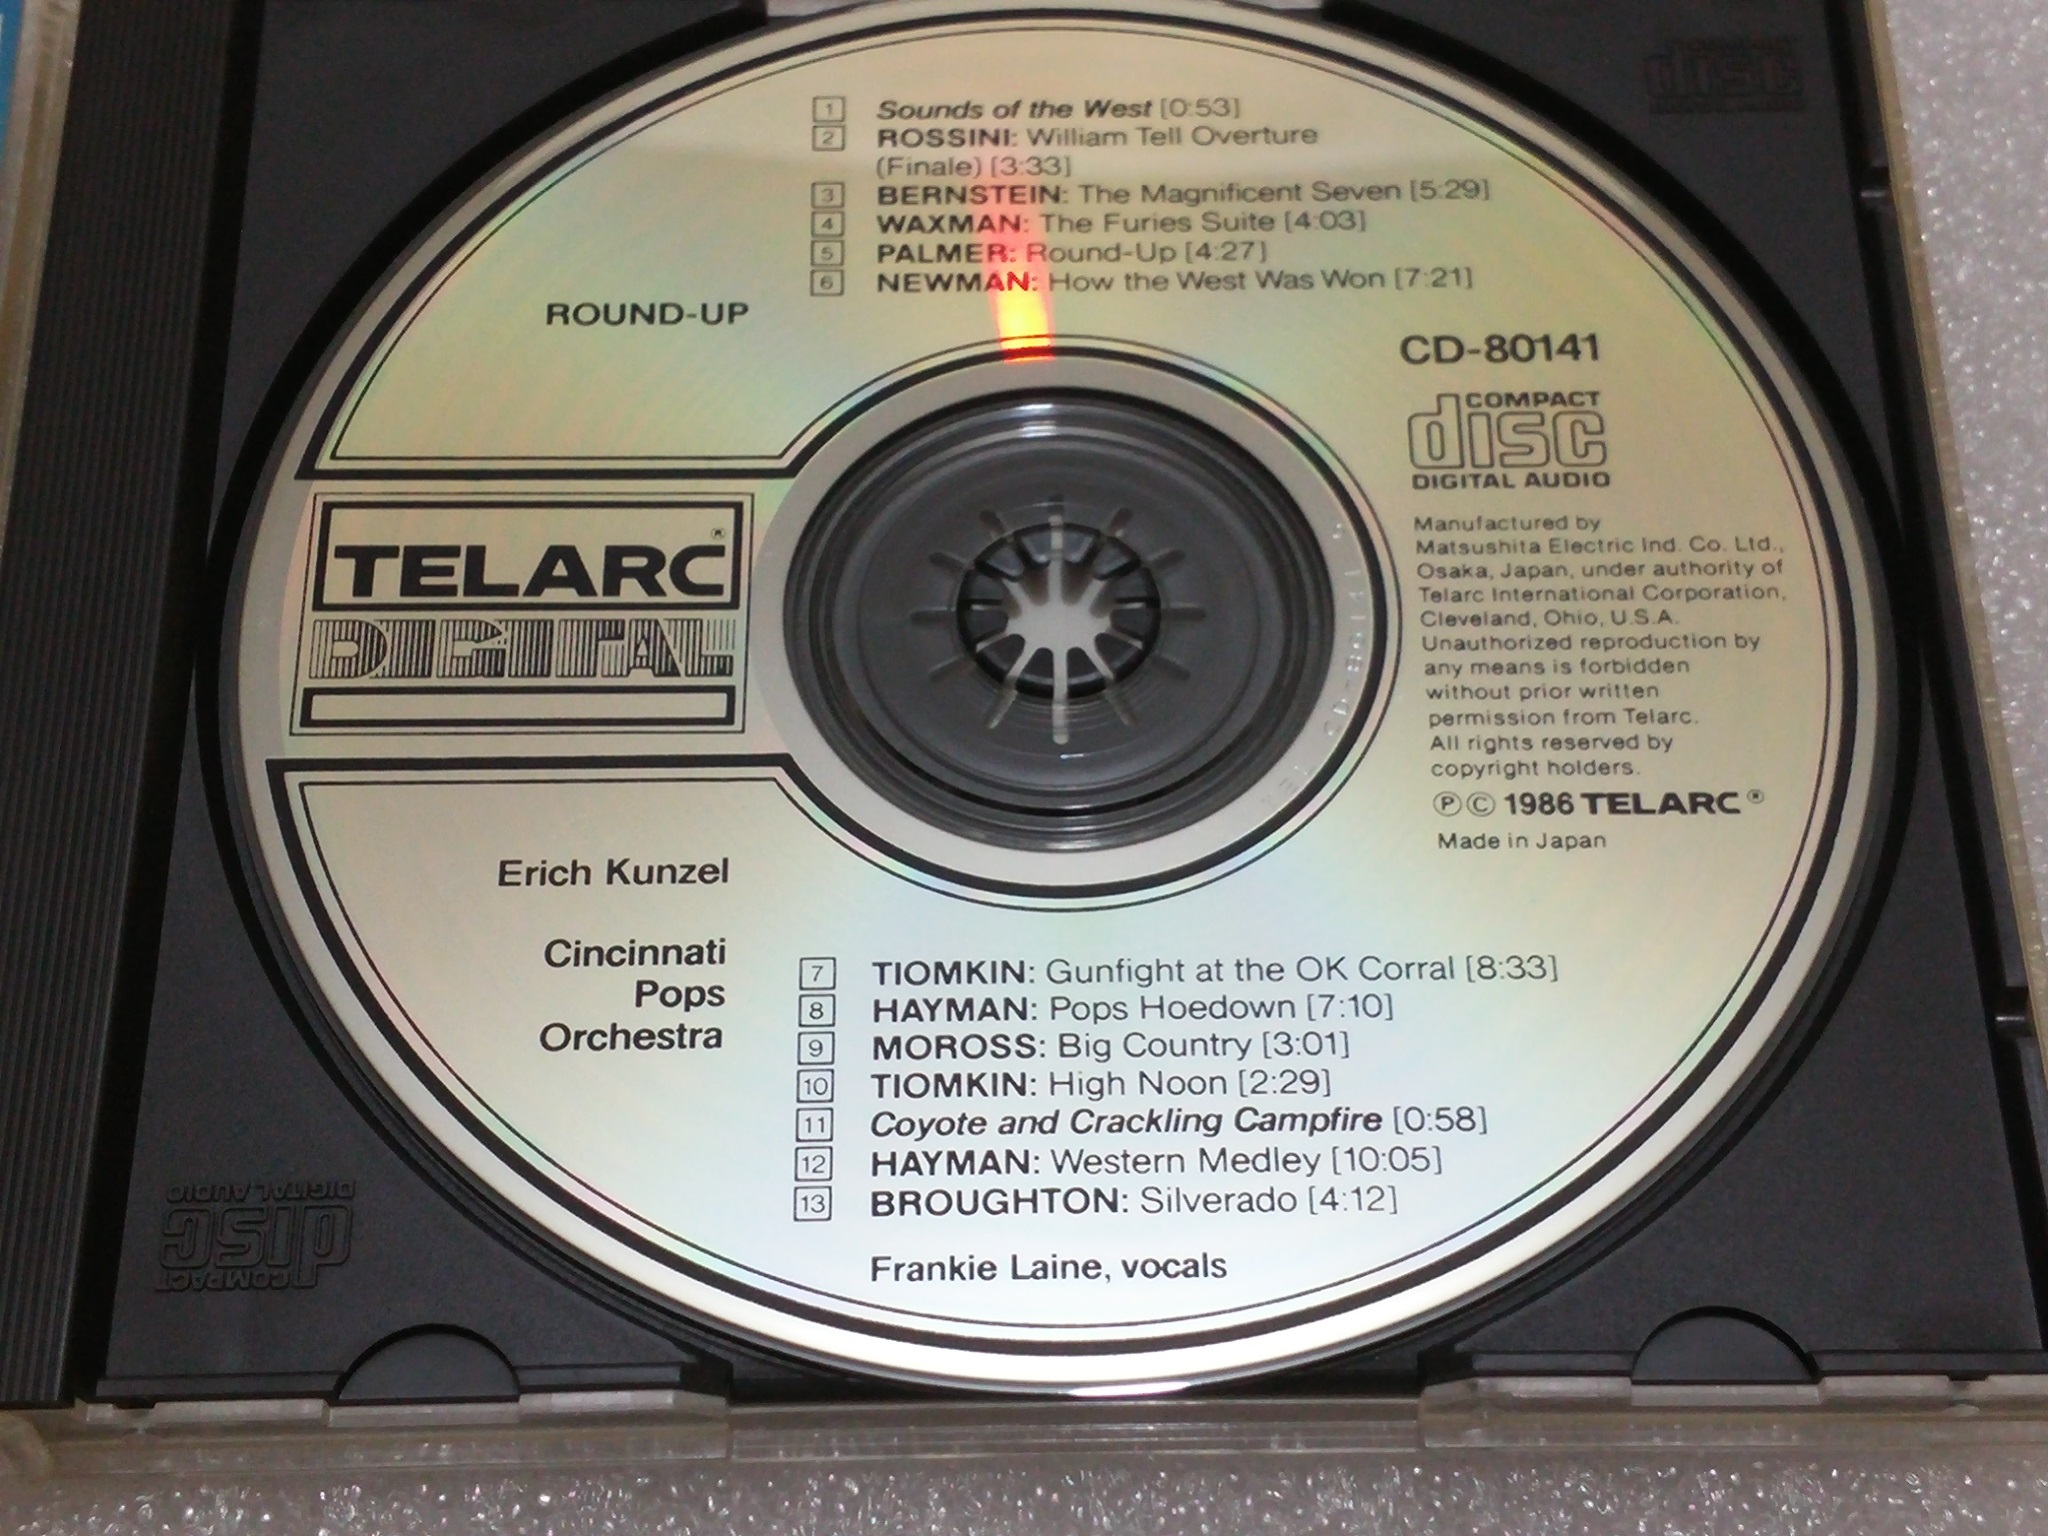 1 Sounds of the West [0:53]
2 ROSSINI: William Tell Overture
(Finale) [3:33]
3 BERNSTEIN: The Magnificent Seven [5:29]
4 WAXMAN: The Furies Suite [4:03]
5 PALMER: Round-Up [4:27]
6 NEWMAN: How the West Was Won [7:21]
ROUND-UP
CD-80141
COMPACT
disc
DIGITAL AUDIO
TELARC®
DIGITAL
Manufactured by
Matsushita Electric Ind. Co. Ltd.,
Osaka, Japan, under authority of
Telarc International Corporation,
Cleveland, Ohio, U.S.A.
Unauthorized reproduction by
any means is forbidden
without prior written
permission from Telarc.
All rights reserved by
copyright holders.
℗© 1986 TELARC®
Made in Japan
Erich Kunzel
Cincinnati
Pops
Orchestra
7 TIOMKIN: Gunfight at the OK Corral [8:33]
8 HAYMAN: Pops Hoedown [7:10]
9 MOROSS: Big Country [3:01]
10 TIOMKIN: High Noon [2:29]
11 Coyote and Crackling Campfire [0:58]
12 HAYMAN: Western Medley [10:05]
13 BROUGHTON: Silverado [4:12]
Frankie Laine, vocals
COMPACT
disc
DIGITAL AUDIO
disc